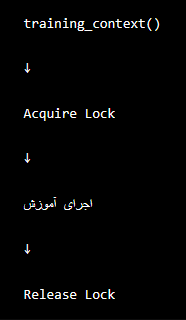 training_context()
↓
Acquire Lock
↓
اجرای آموزش
↓
Release Lock